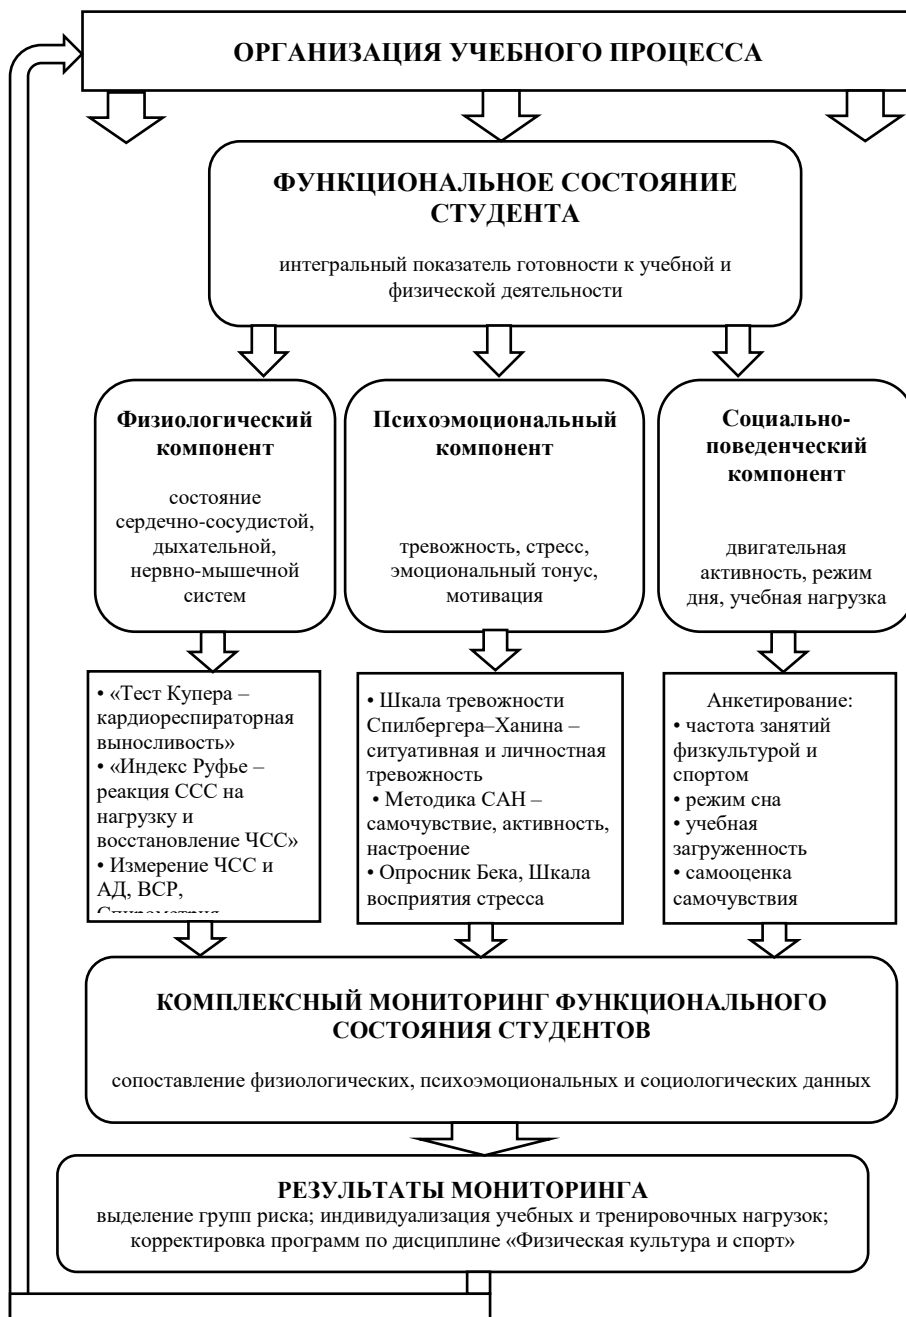 ОРГАНИЗАЦИЯ УЧЕБНОГО ПРОЦЕССА
ФУНКЦИОНАЛЬНОЕ СОСТОЯНИЕ
СТУДЕНТА
интегральный показатель готовности к учебной и
физической деятельности
Физиологический
компонент
состояние
сердечно-сосудистой,
дыхательной,
нервно-мышечной
систем
Психоэмоциональный
компонент
тревожность, стресс,
эмоциональный тонус,
мотивация
Социально-
поведенческий
компонент
двигательная
активность, режим
дня, учебная нагрузка
• «Тест Купера –
кардиореспираторная
выносливость»
• «Индекс Руфье –
реакция ССС на
нагрузку и
восстановление ЧСС»
• Измерение ЧСС и
АД, ВСР,
Спирометрия
• Шкала тревожности
Спилбергера–Ханина –
ситуативная и личностная
тревожность
• Методика САН –
самочувствие, активность,
настроение
• Опросник Бека, Шкала
восприятия стресса
Анкетирование:
• частота занятий
физкультурой и
спортом
• режим сна
• учебная
загруженность
• самооценка
самочувствия
КОМПЛЕКСНЫЙ МОНИТОРИНГ ФУНКЦИОНАЛЬНОГО
СОСТОЯНИЯ СТУДЕНТОВ
сопоставление физиологических, психоэмоциональных и социологических данных
РЕЗУЛЬТАТЫ МОНИТОРИНГА
выделение групп риска; индивидуализация учебных и тренировочных нагрузок;
корректировка программ по дисциплине «Физическая культура и спорт»